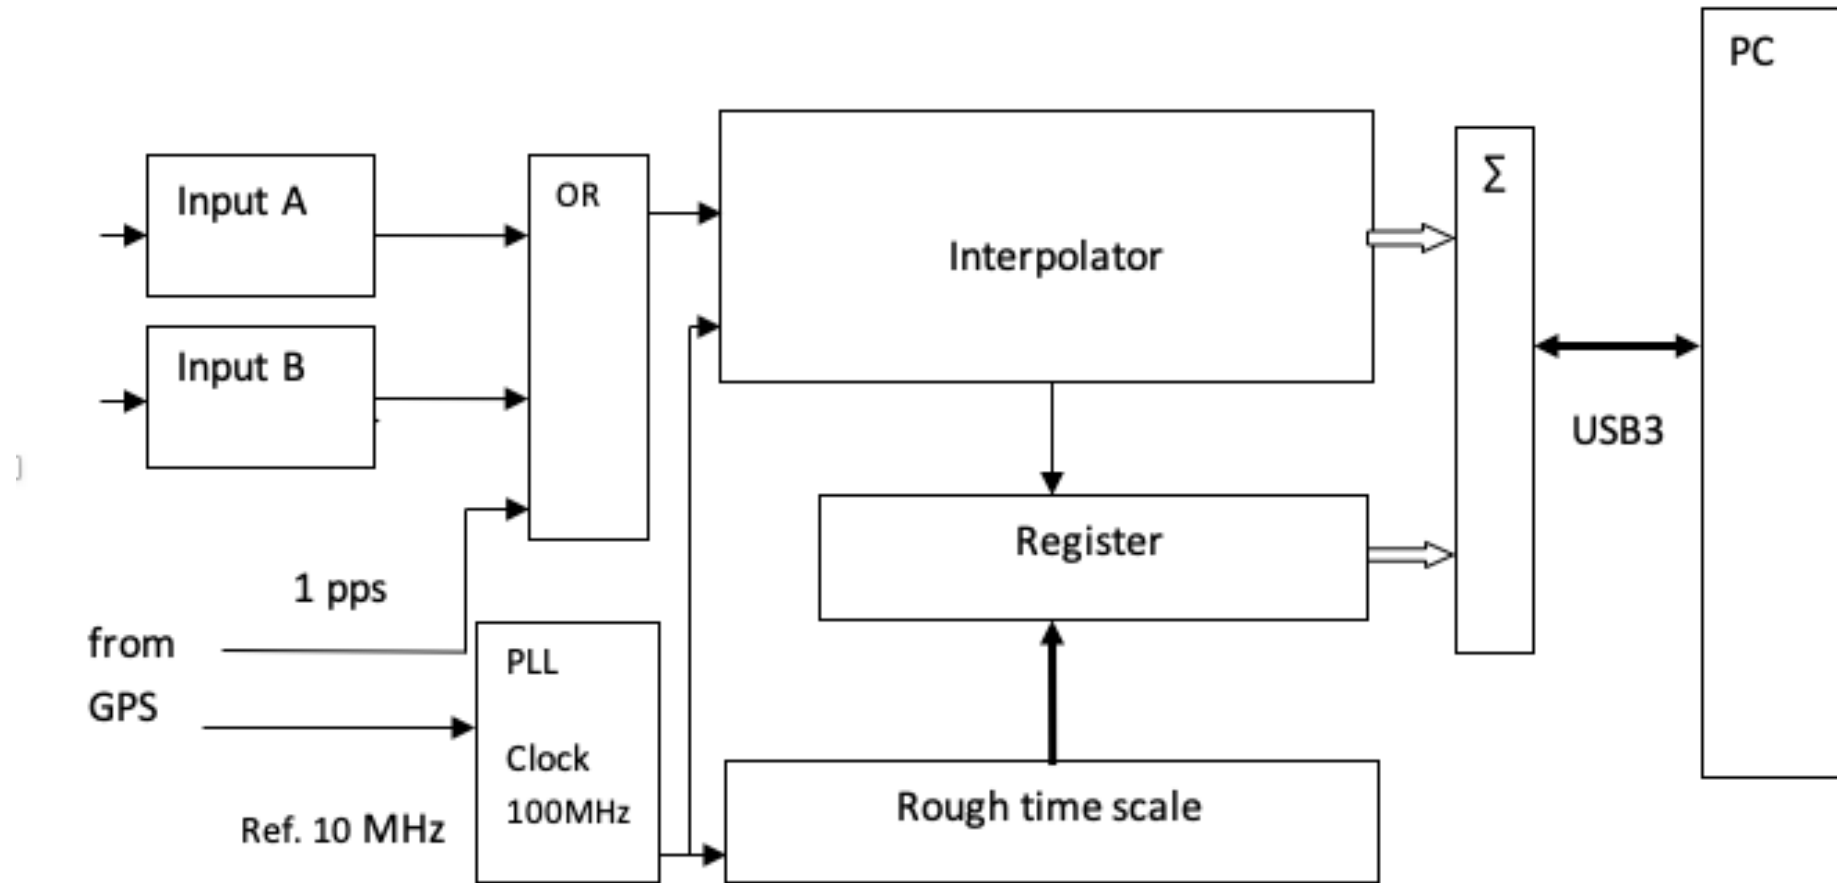 PC
Input A
OR
Σ
Interpolator
Input B
USB3
Register
1 pps
from
GPS
PLL
Clock
100MHz
Ref. 10 MHz
Rough time scale